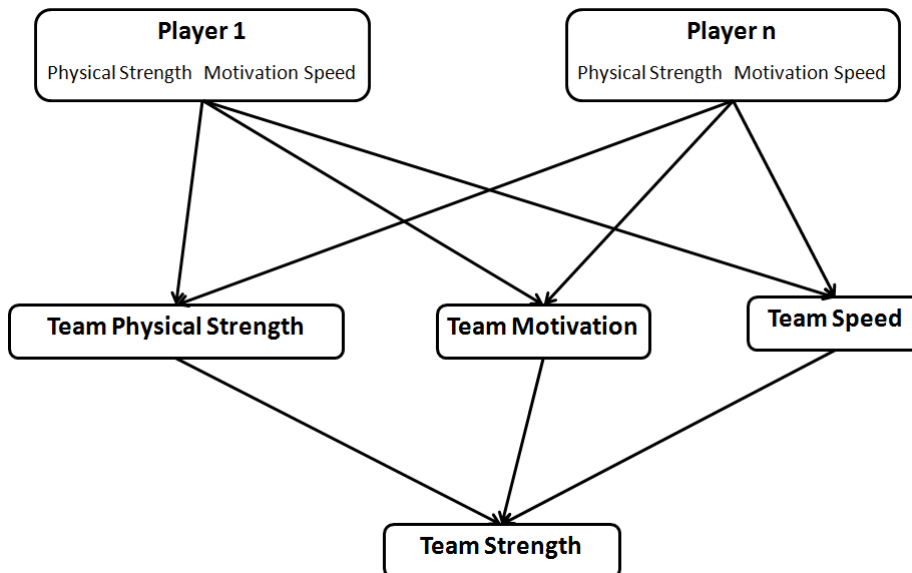 Player 1
Physical Strength Motivation Speed
Player n
Physical Strength Motivation Speed
Team Physical Strength
Team Motivation
Team Speed
Team Strength